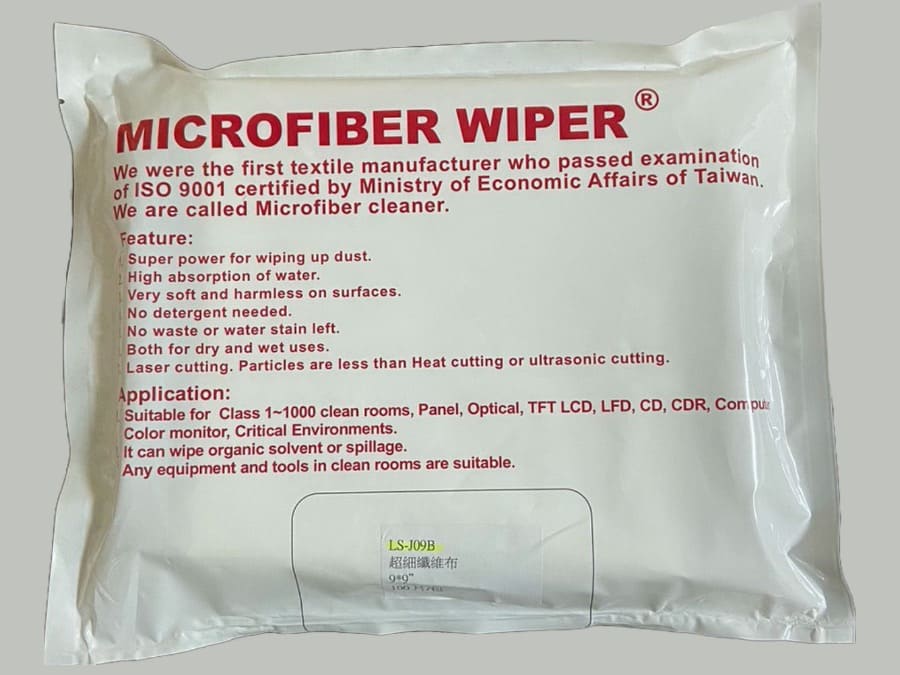 MICROFIBER WIPER ®
We were the first textile manufacturer who passed examination
of ISO 9001 certified by Ministry of Economic Affairs of Taiwan.
We are called Microfiber cleaner.
Feature:
Super power for wiping up dust.
High absorption of water.
Very soft and harmless on surfaces.
No detergent needed.
No waste or water stain left.
Both for dry and wet uses.
Laser cutting. Particles are less than Heat cutting or ultrasonic cutting.
Application:
Suitable for Class 1~1000 clean rooms, Panel, Optical, TFT LCD, LFD, CD, CDR,
Color monitor, Critical Environments.
It can wipe organic solvent or spillage.
Any equipment and tools in clean rooms are suitable.
LS-J09B
超細纖維布
9*9"